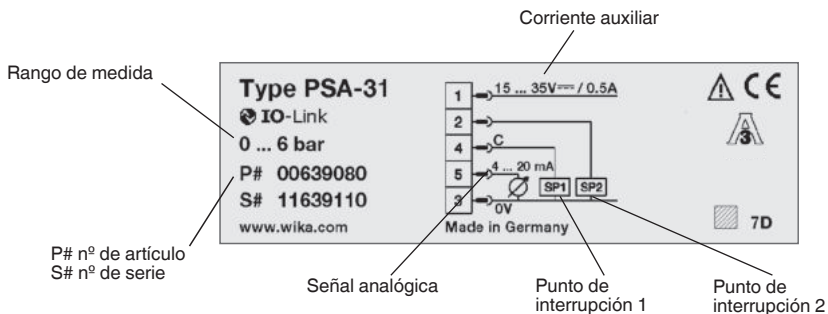 Corriente auxiliar
Rango de medida
Type PSA-31
IO-Link
0 ... 6 bar
P# 00639080
S# 11639110
www.wika.com
1
15 ... 35V⎓ / 0.5A
2
4
C
5
4 ... 20 mA
SP1
SP2
3
0V
Made in Germany
CE
3
7D
P# nº de artículo
S# nº de serie
Señal analógica
Punto de
interrupción 1
Punto de
interrupción 2